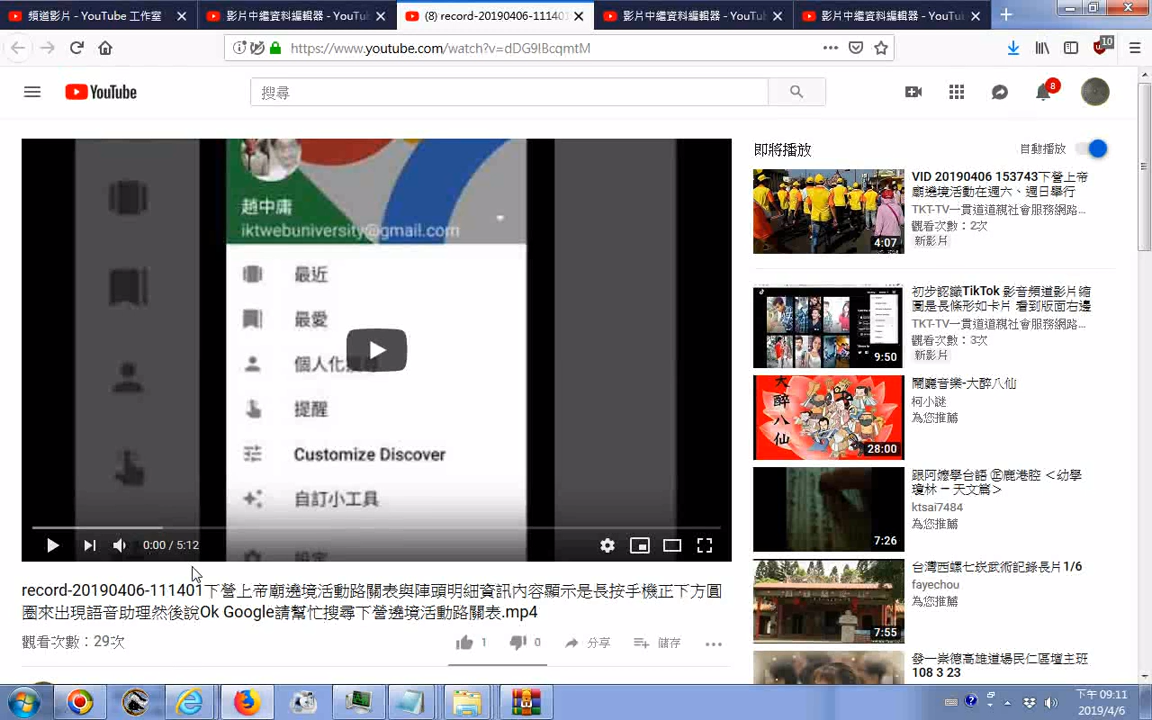 頻道影片 - YouTube 工作室
影片中繼資料編輯器 - YouTu
(8) record-20190406-111401
影片中繼資料編輯器 - YouTu
影片中繼資料編輯器 - YouTu
https://www.youtube.com/watch?v=dDG9lBcqmtM
10
YouTube
搜尋
8
趙中庸
iktwebuniversity@gmail.com
最近
最愛
個人化
提醒
Customize Discover
自訂小工具
設定
0:00 / 5:12
record-20190406-111401下營上帝廟遶境活動路關表與陣頭明細資訊內容顯示是長按手機正下方圓
圈來出現語音助理然後說Ok Google請幫忙搜尋下營遶境活動路關表.mp4
觀看次數：29次
1
0
分享
儲存
即將播放
自動播放
VID 20190406 153743下營上帝
廟遶境活動在週六、週日舉行
TKT-TV一貫道道親社會服務網路...
觀看次數：2次
新影片
4:07
初步認識TikTok 影音頻道影片縮
圖是長條形如卡片 看到版面右邊
TKT-TV一貫道道親社會服務網路...
觀看次數：3次
新影片
9:50
鬧廳音樂-大醉八仙
柯小謎
為您推薦
大醉八仙
28:00
跟阿嬤學台語 ㊣鹿港腔 ＜幼學
瓊林 — 天文篇＞
ktsai7484
為您推薦
7:26
台灣西螺七崁武術記錄長片1/6
fayechou
為您推薦
7:55
發一崇德高雄道場民仁區壇主班
108 3 23
下午 09:11
2019/4/6